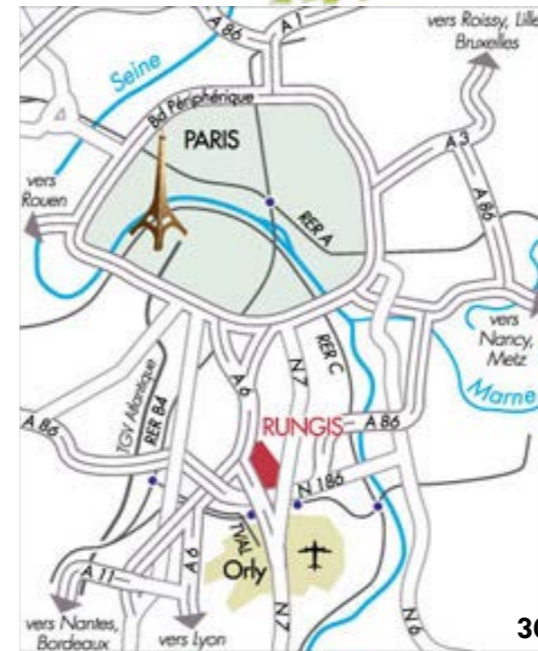 A 86
A 1
vers Roissy, Lille
Bruxelles
Seine
Bd Périphérique
PARIS
A 3
vers
Rouen
A 86
RER A
vers
Nancy,
Metz
RER C
N 7
A 6
TGV Atlantique
RER B4
Marne
A 86
RUNGIS
A 86
N 186
TVAL
Orly
A 6
A 11
N 7
N 6
vers Nantes,
Bordeaux
vers Lyon
30